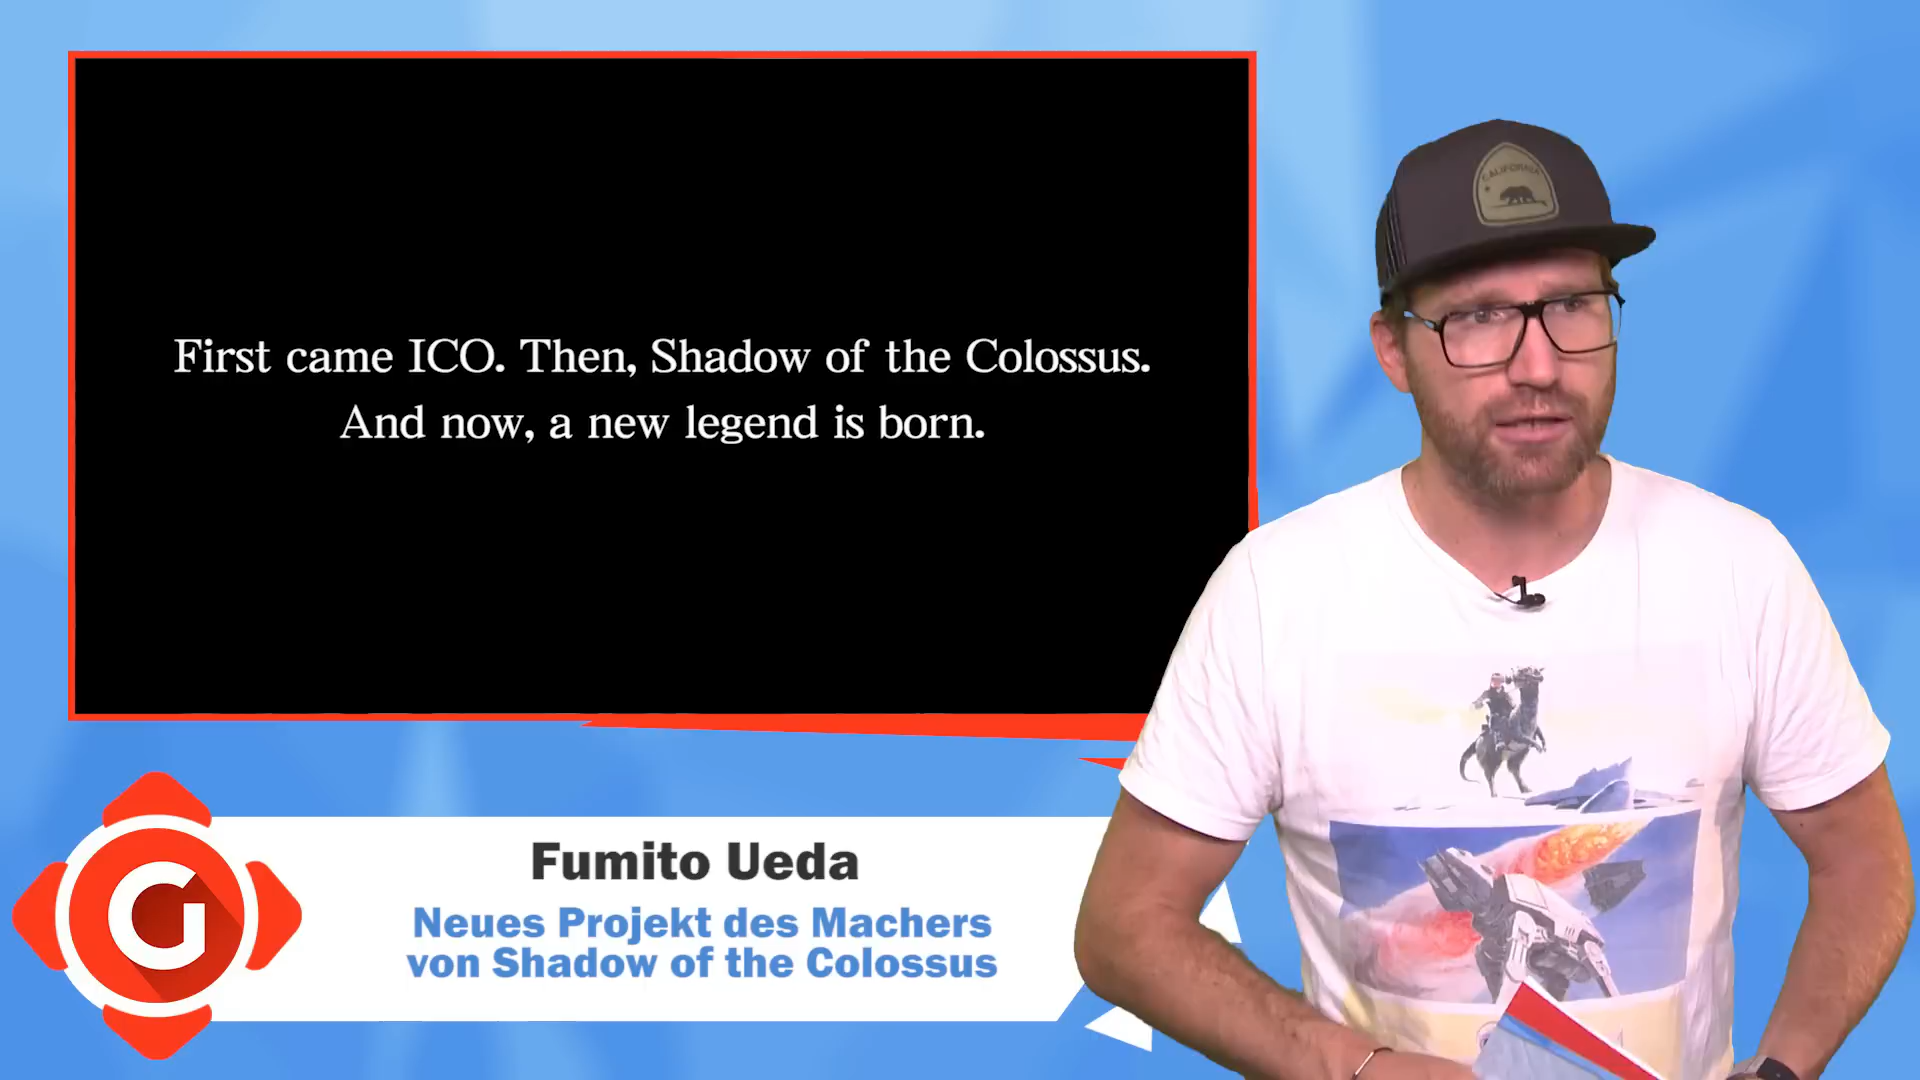 First came ICO. Then, Shadow of the Colossus.
And now, a new legend is born.
CALIFORNIA
Fumito Ueda
Neues Projekt des Machers
von Shadow of the Colossus
G